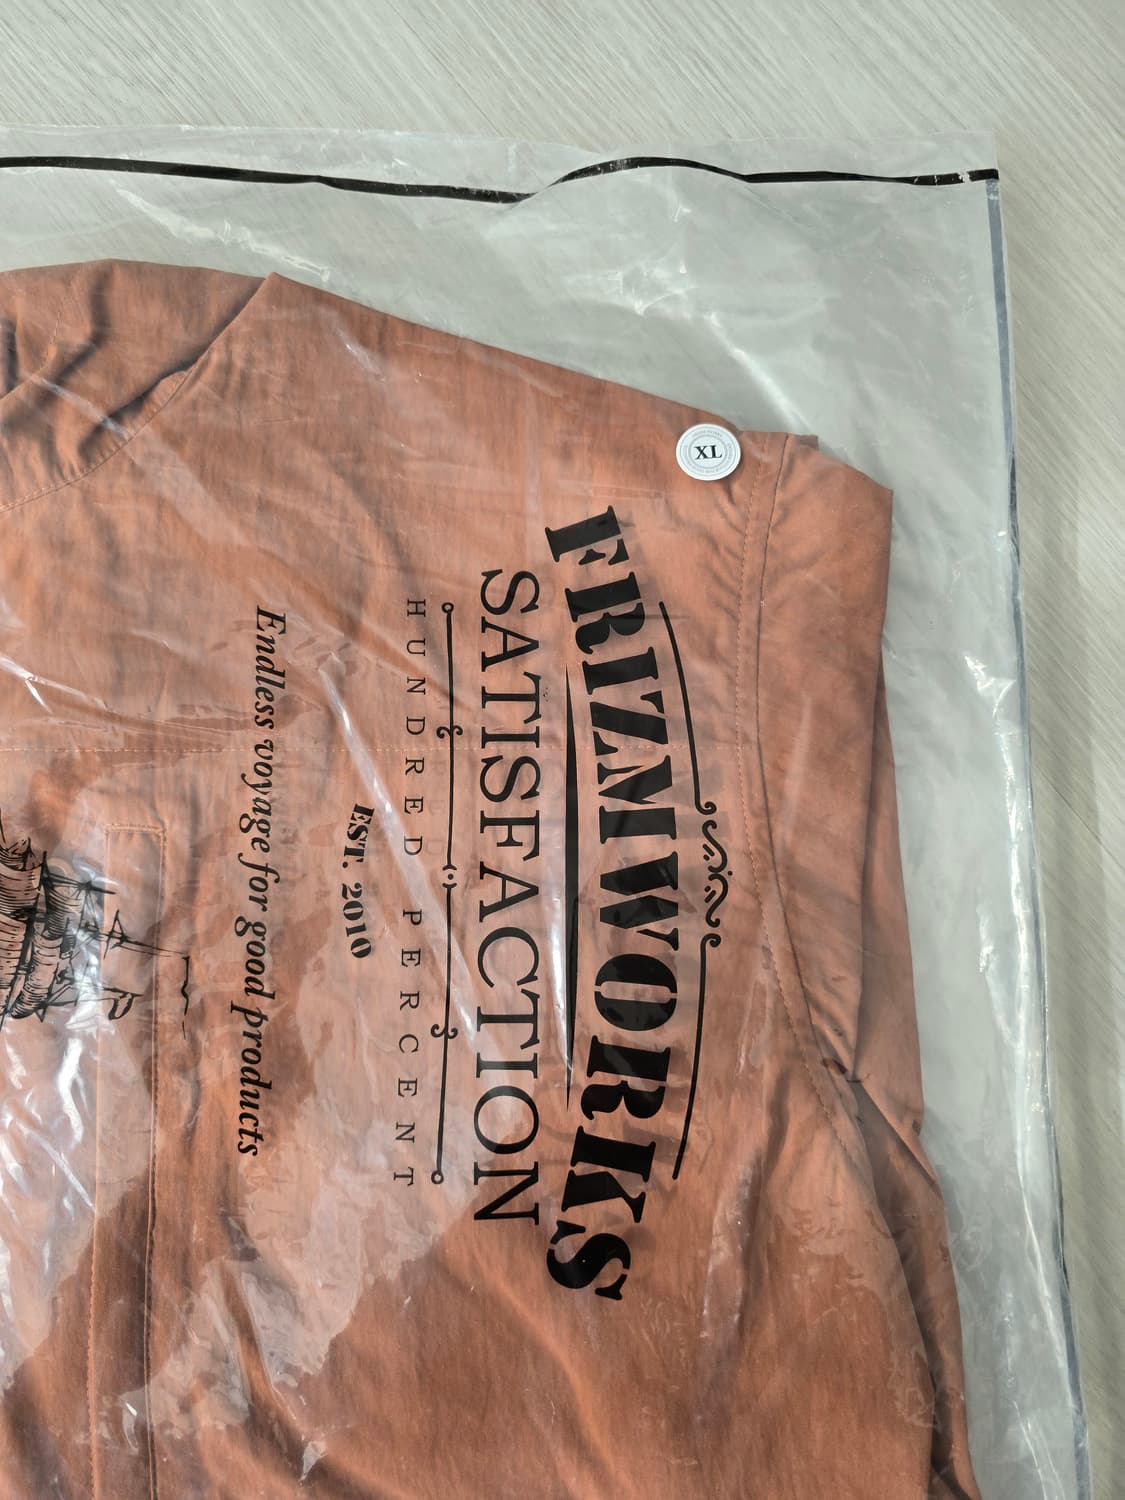 XL
FRIZMWORKS
SATISFACTION
HUNDRED PERCENT
EST. 2010
Endless voyage for good products